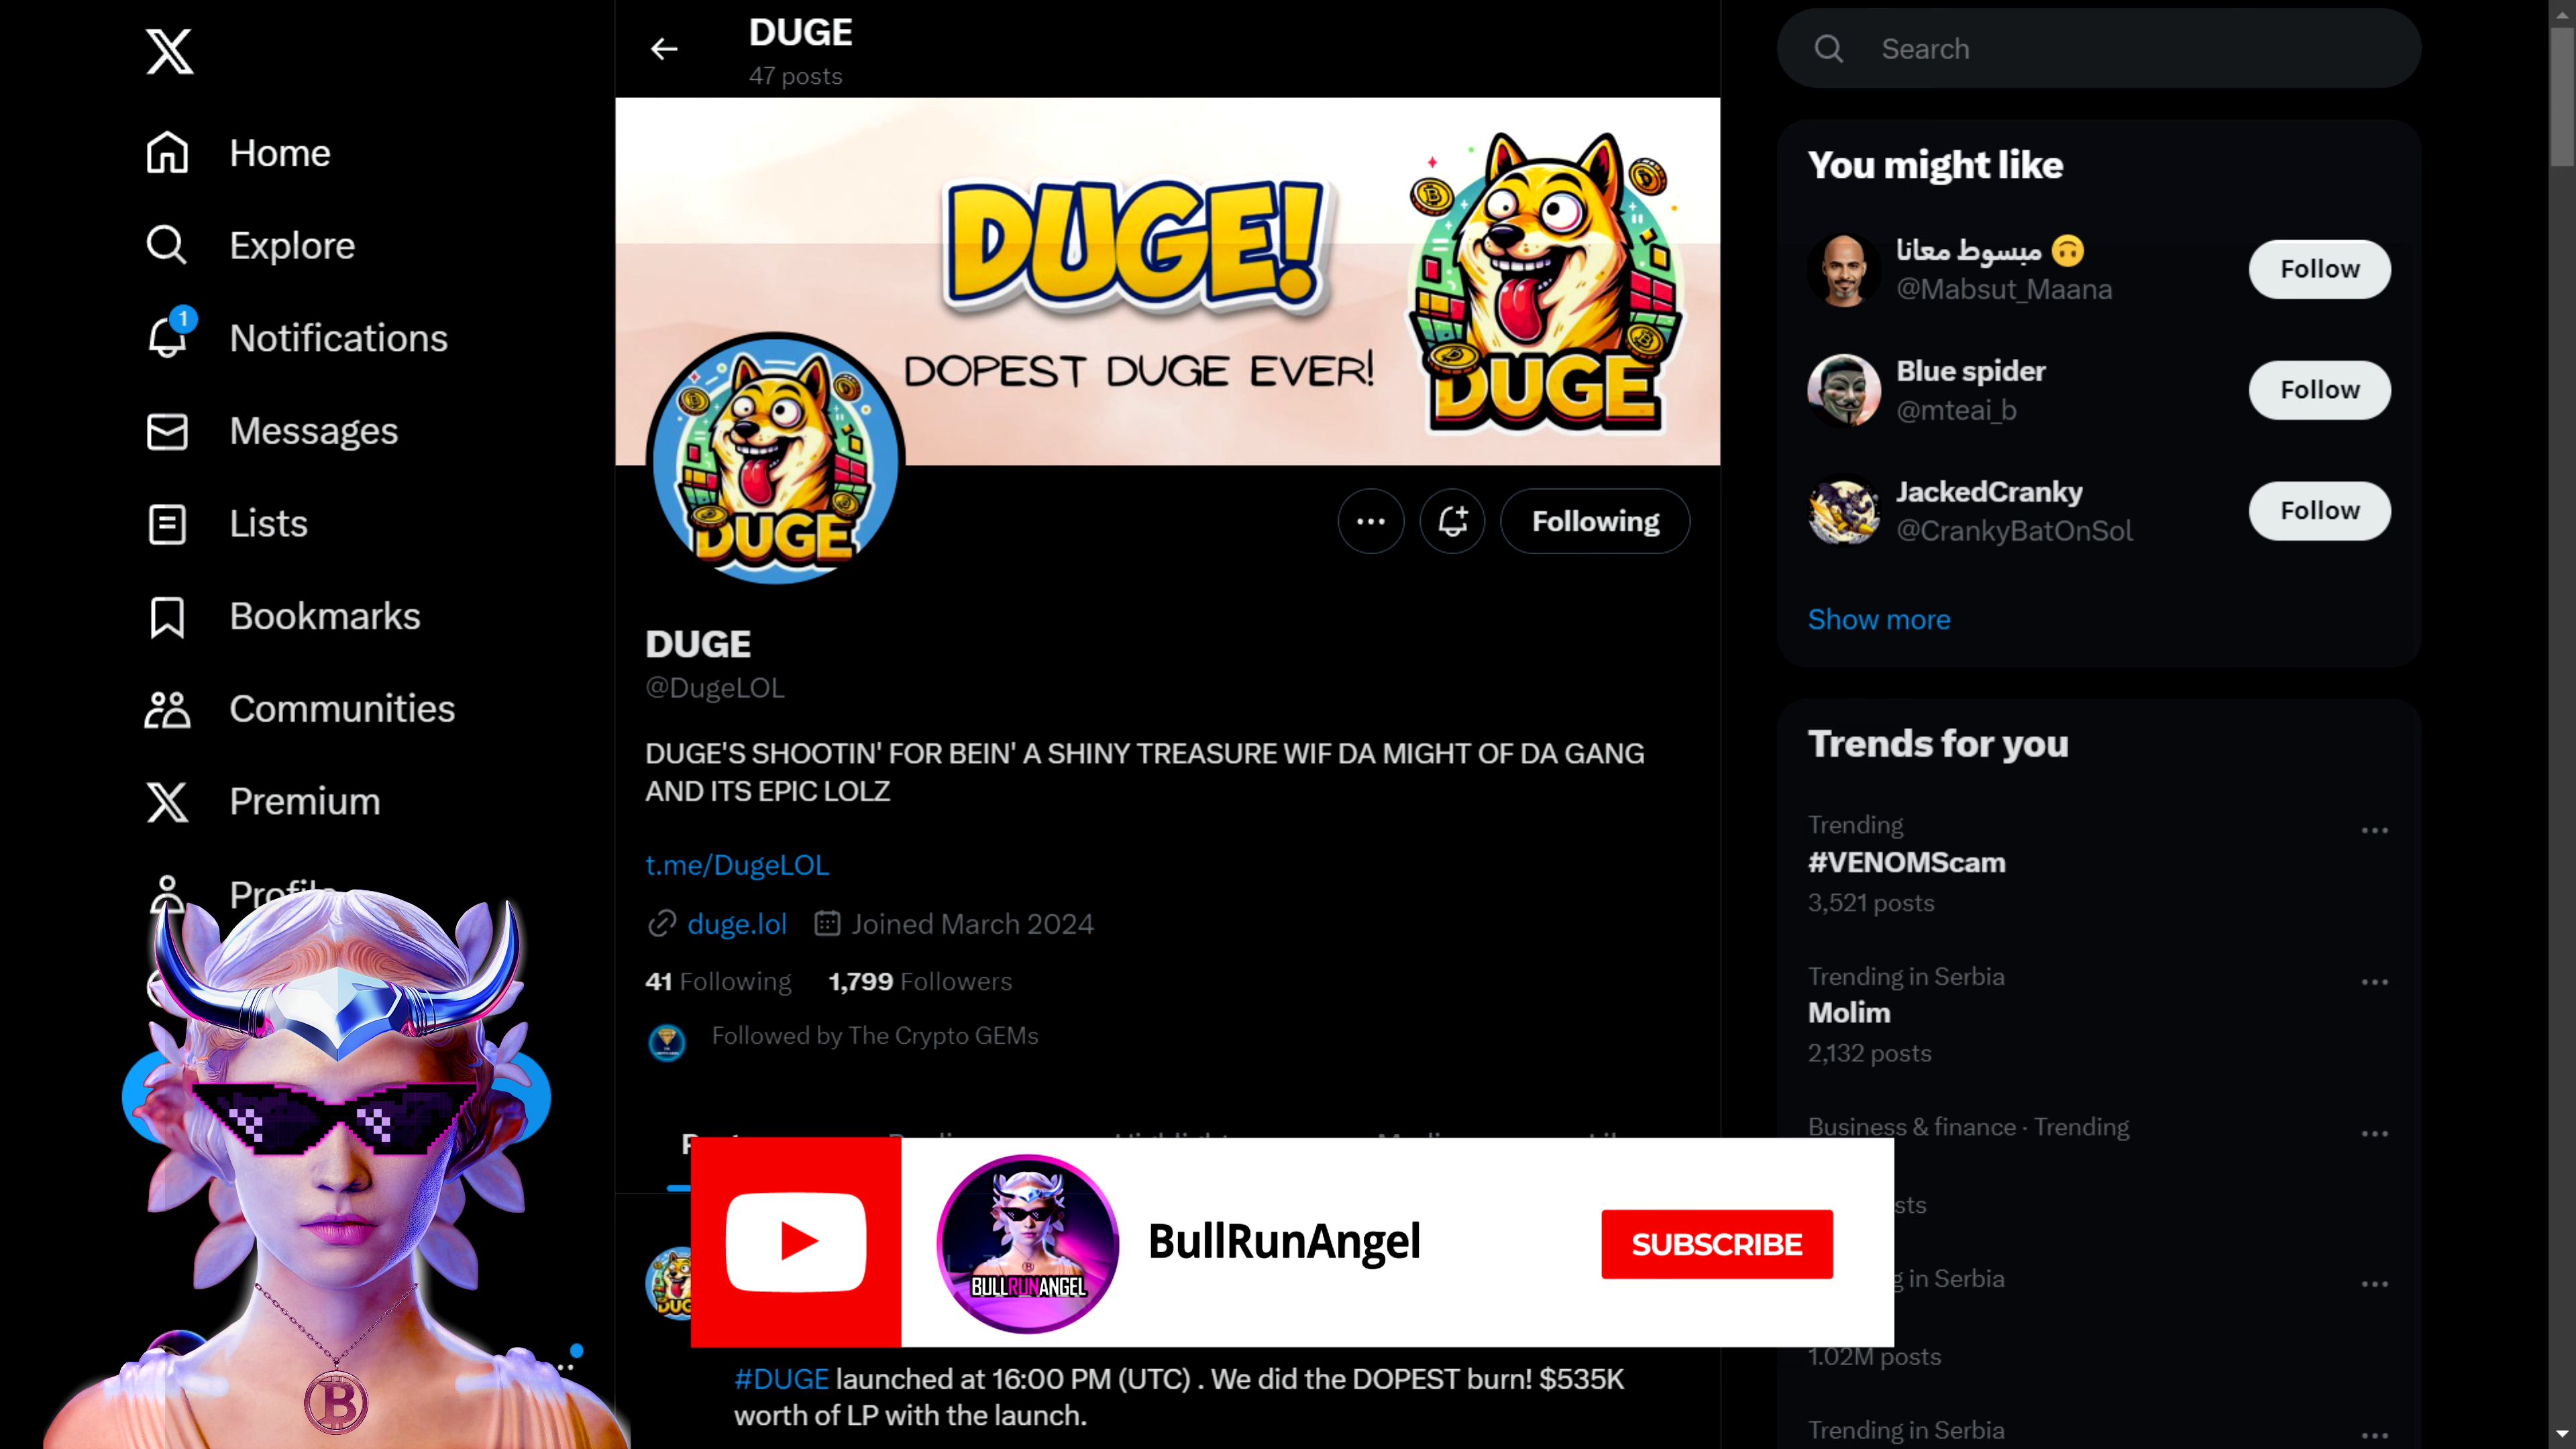 DUGE
47 posts
Search
Home
Explore
1
Notifications
Messages
Lists
Bookmarks
Communities
Premium
Profile
DUGE!
DOPEST DUGE EVER!
DUGE
DUGE
Following
DUGE
@DugeLOL
DUGE'S SHOOTIN' FOR BEIN' A SHINY TREASURE WIF DA MIGHT OF DA GANG
AND ITS EPIC LOLZ
t.me/DugeLOL
duge.lol Joined March 2024
41 Following 1,799 Followers
Followed by The Crypto GEMs
BullRunAngel
BULLRUNANGEL
SUBSCRIBE
#DUGE launched at 16:00 PM (UTC) . We did the DOPEST burn! $535K
worth of LP with the launch.
You might like
مبسوط معانا 🙃
@Mabsut_Maana
Follow
Blue spider
@mteai_b
Follow
JackedCranky
@CrankyBatOnSol
Follow
Show more
Trends for you
Trending
#VENOMScam
3,521 posts
Trending in Serbia
Molim
2,132 posts
Business & finance · Trending
in Serbia
1.02M posts
Trending in Serbia